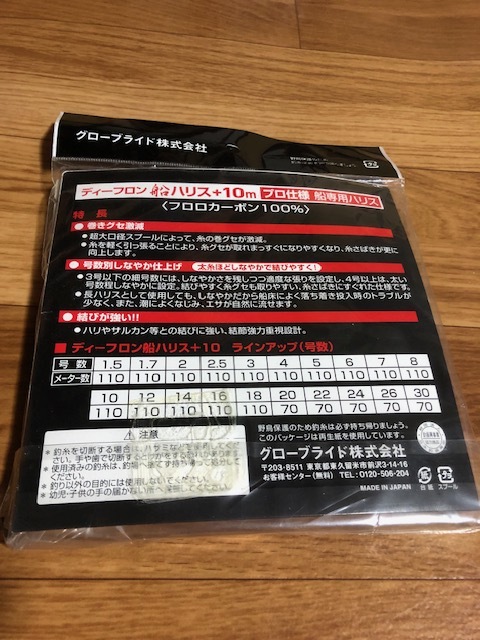 グローブライド株式会社
ディーフロン船ハリス+10m プロ仕様 船専用ハリス
〈フロロカーボン100%〉
特長
●巻きグセ激減
・超大口径スプールによって、糸の巻グセが激減。
・糸を軽く引っ張ることにより、糸グセが取れまっすぐになりやすくなり、糸さばきが更に
向上します。
●号数別しなやか仕上げ 太糸ほどしなやかで結びやすく!
・3号以下の細号数には、しなやかさを残しつつ適度な張りを設定し、4号以上は、太い
号数程しなやかに設定。結びやすく糸グセも取りやすい、糸さばきにすぐれた仕様です。
・長ハリスとして使用しても、しなやかだから船床によく落ち着き投入時のトラブルが
少なく、また、潮によくなじみ、エサが自然に流せます。
●結びが強い!!
・ハリやサルカン等との結びに強い、結節強力重視設計。
■ディーフロン船ハリス+10 ラインアップ(号数)
号数 1.5 1.7 2 2.5 3 4 5 6 7 8
メーター数 110 110 110 110 110 110 110 110 110 110
10 12 14 16 18 20 22 24 26 30
110 110 110 110 110 110 70 70 70 70
⚠ 注意
野鳥保護のため釣糸は必ず持ち帰りましょう。
このパッケージは再生紙を使用しています。
グローブライド株式会社
〒203-8511 東京都東久留米市前沢3-14-16
お客様センター(無料) TEL:0120-506-204
MADE IN JAPAN
台紙 スプール
・釣り以外の目的には使用しないでください。